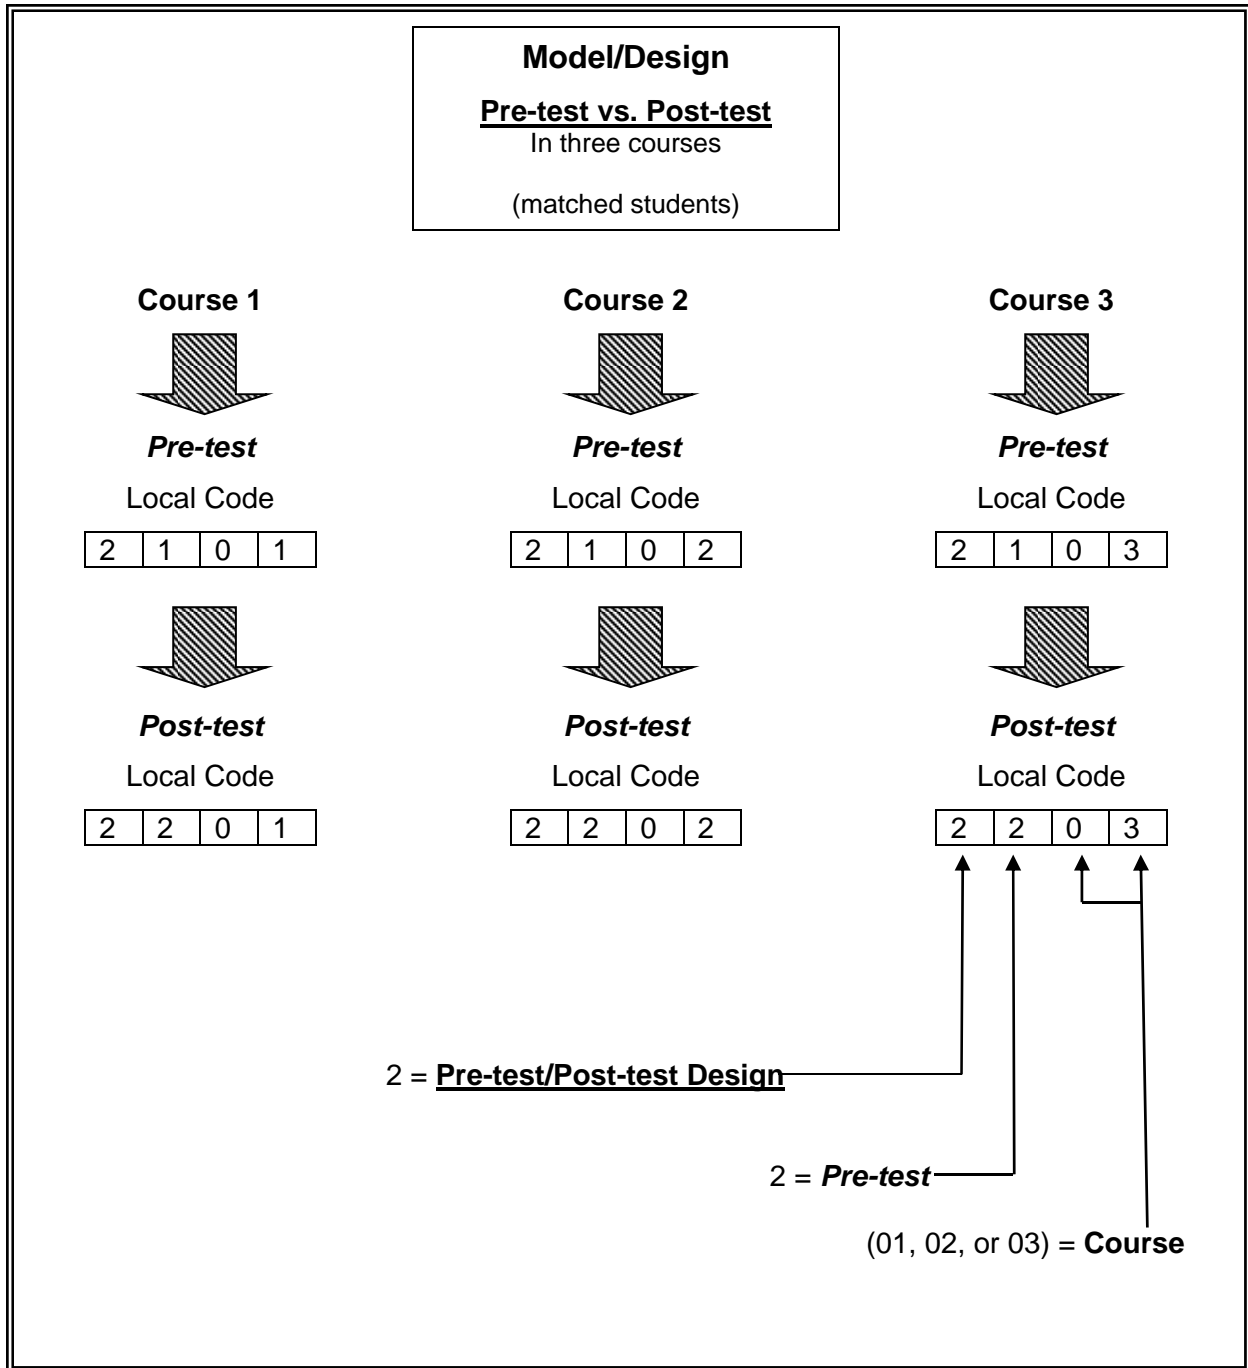 Model/Design
Pre-test vs. Post-test
In three courses
(matched students)
Course 1
Course 2
Course 3
Pre-test
Pre-test
Pre-test
Local Code
Local Code
Local Code
2 1 0 1
2 1 0 2
2 1 0 3
Post-test
Post-test
Post-test
Local Code
Local Code
Local Code
2 2 0 1
2 2 0 2
2 2 0 3
2 = Pre-test/Post-test Design
2 = Pre-test
(01, 02, or 03) = Course